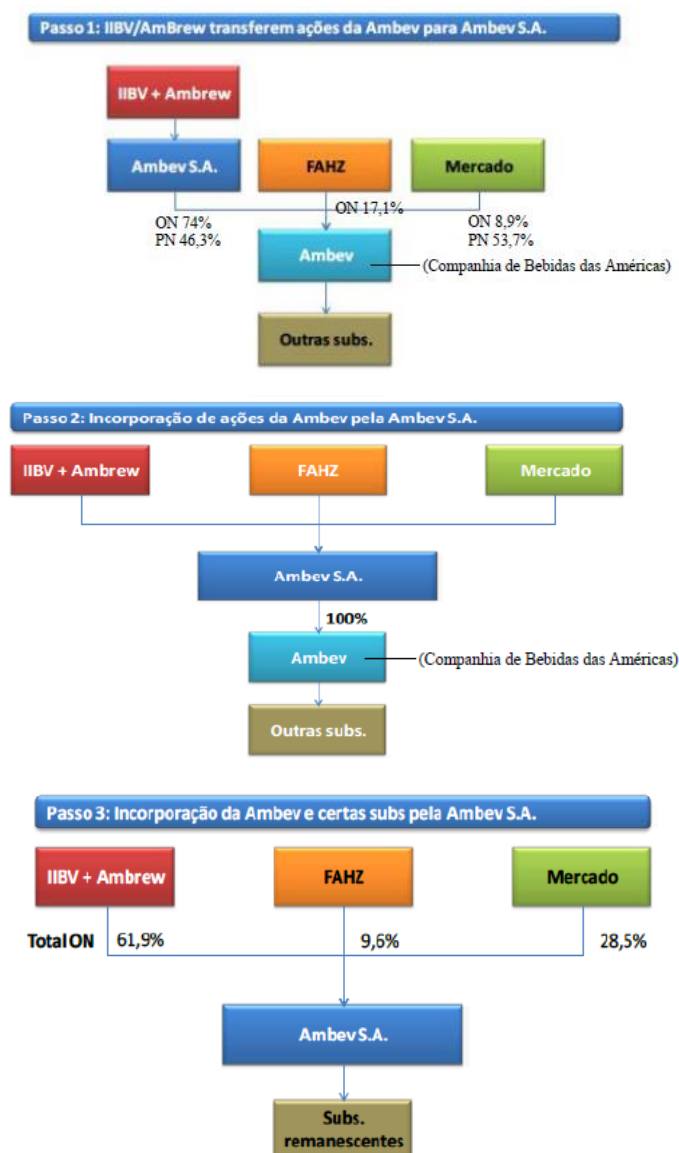 Passo 1: IIBV/AmBrew transferem ações da Ambev para Ambev S.A.
IIBV + Ambrew
Ambev S.A.
FAHZ
Mercado
ON 74%
PN 46,3%
ON 17,1%
ON 8,9%
PN 53,7%
Ambev
(Companhia de Bebidas das Américas)
Outras subs.
Passo 2: Incorporação de ações da Ambev pela Ambev S.A.
IIBV + Ambrew
FAHZ
Mercado
Ambev S.A.
100%
Ambev
(Companhia de Bebidas das Américas)
Outras subs.
Passo 3: Incorporação da Ambev e certas subs pela Ambev S.A.
IIBV + Ambrew
FAHZ
Mercado
Total ON
61,9%
9,6%
28,5%
Ambev S.A.
Subs.
remanescentes